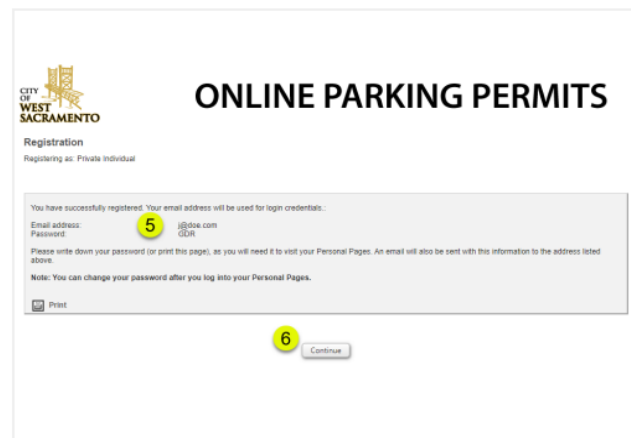 CITY
OF
WEST
SACRAMENTO
ONLINE PARKING PERMITS
Registration
Registering as: Private Individual
You have successfully registered. Your email address will be used for login credentials.:
Email address: 5 j@doe.com
Password: GDR
Please write down your password (or print this page), as you will need it to visit your Personal Pages. An email will also be sent with this information to the address listed
above.
Note: You can change your password after you log into your Personal Pages.
Print
6 Continue